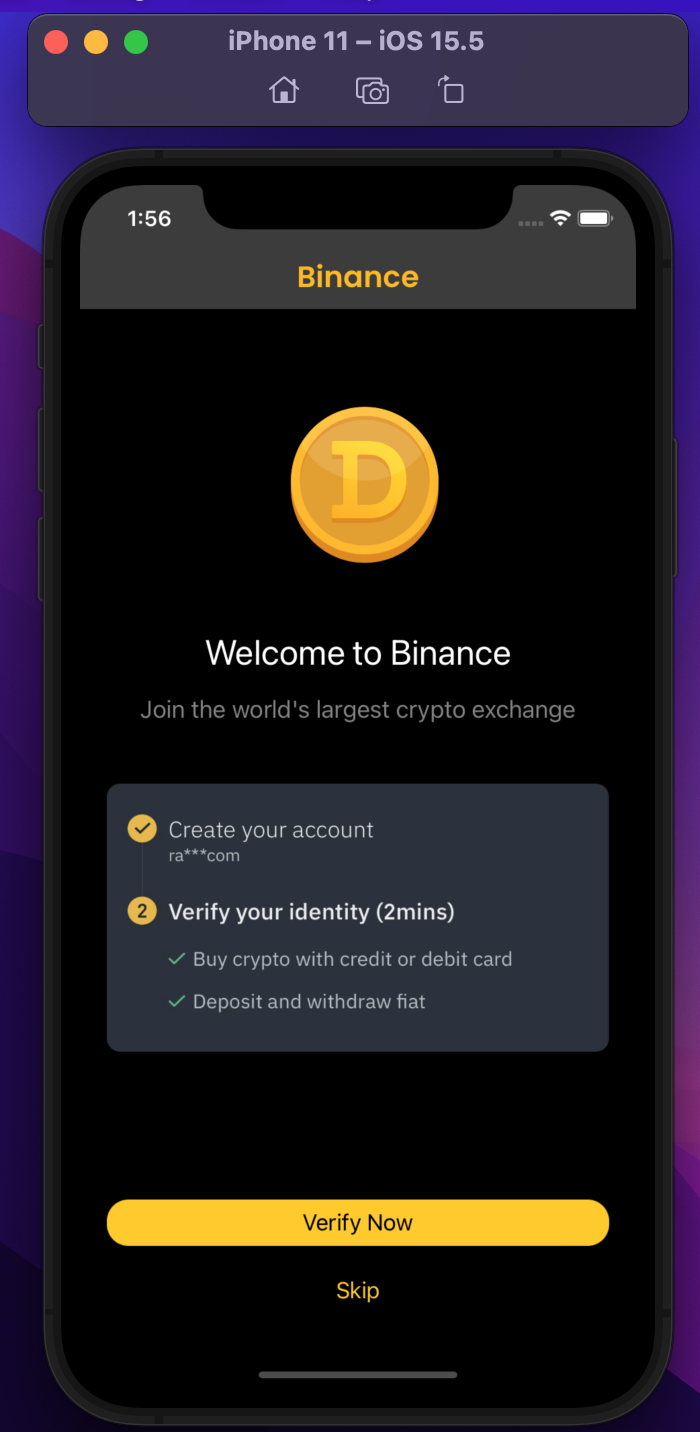 iPhone 11 – iOS 15.5
1:56
Binance
D
Welcome to Binance
Join the world's largest crypto exchange
Create your account
ra***com
2 Verify your identity (2mins)
Buy crypto with credit or debit card
Deposit and withdraw fiat
Verify Now
Skip